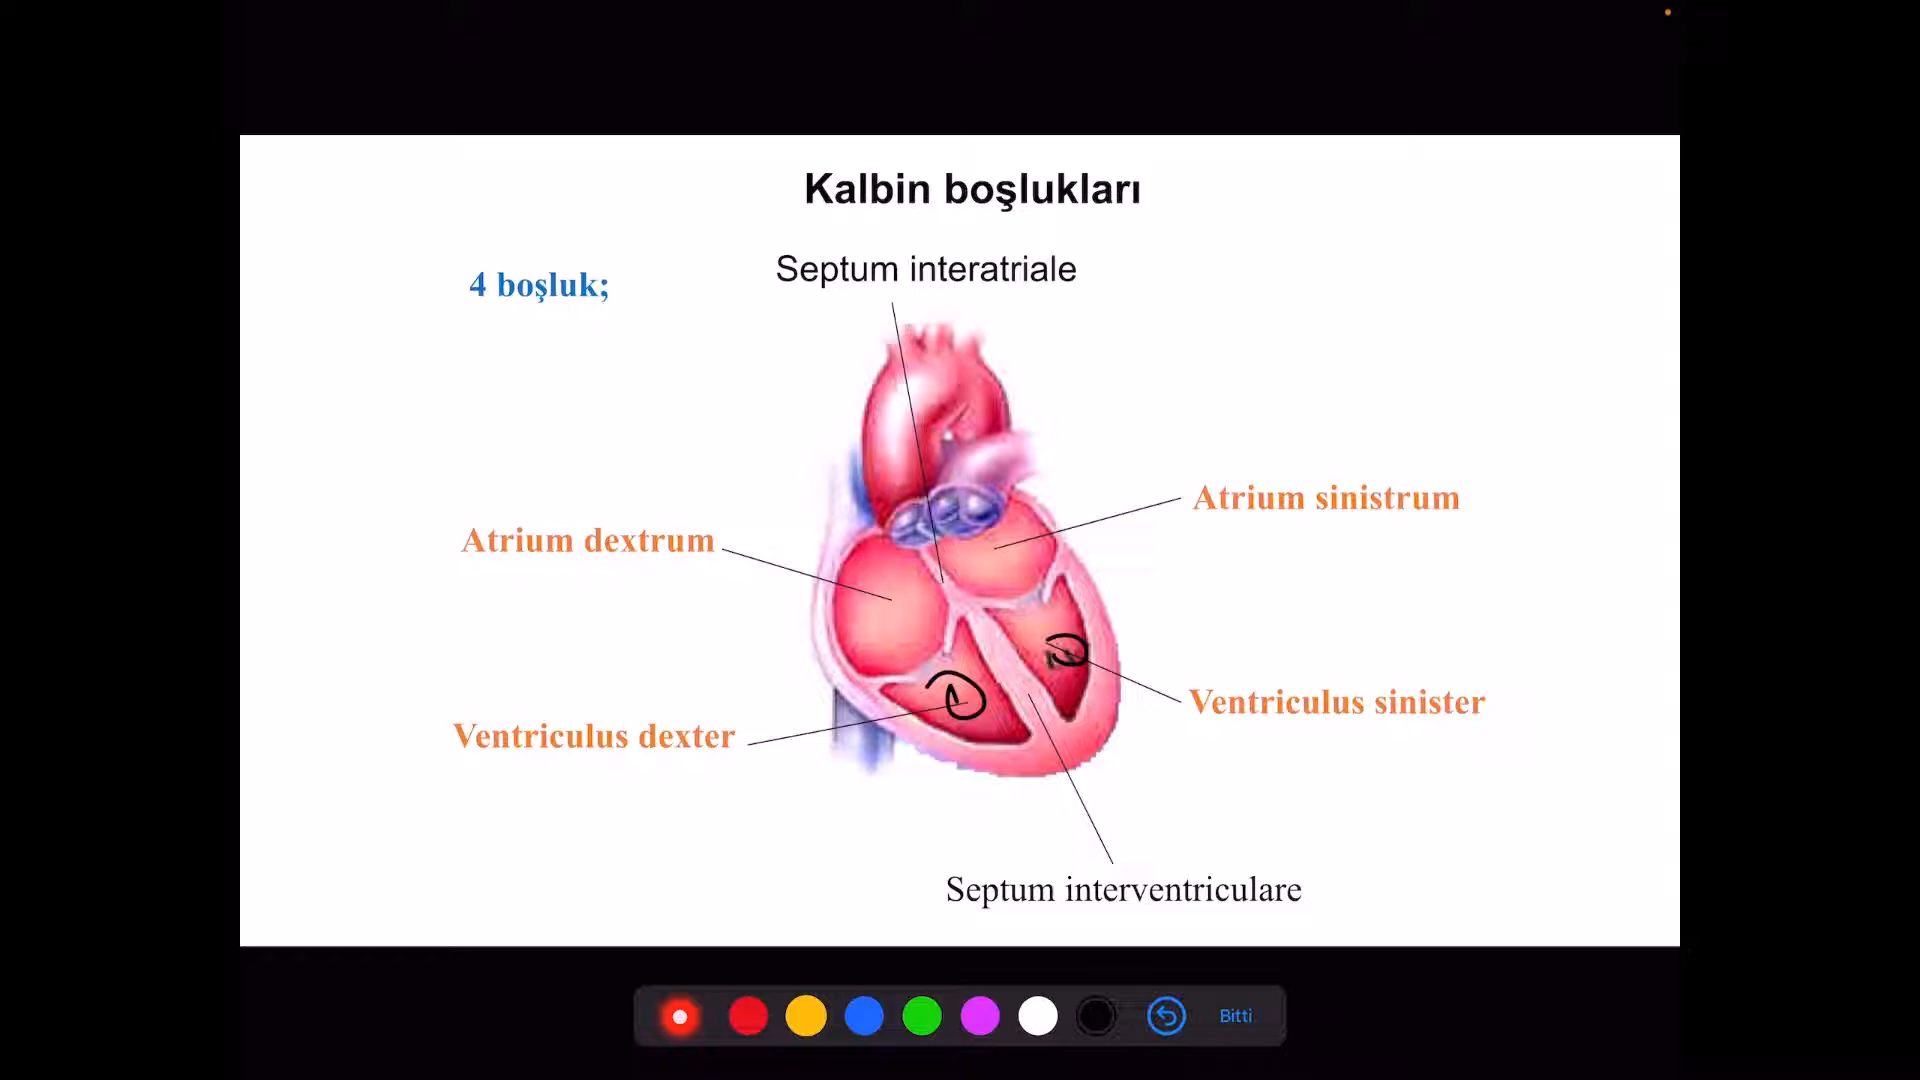 Kalbin boşlukları
4 boşluk;
Septum interatriale
Atrium sinistrum
Atrium dextrum
Ventriculus sinister
Ventriculus dexter
Septum interventriculare
Bitti